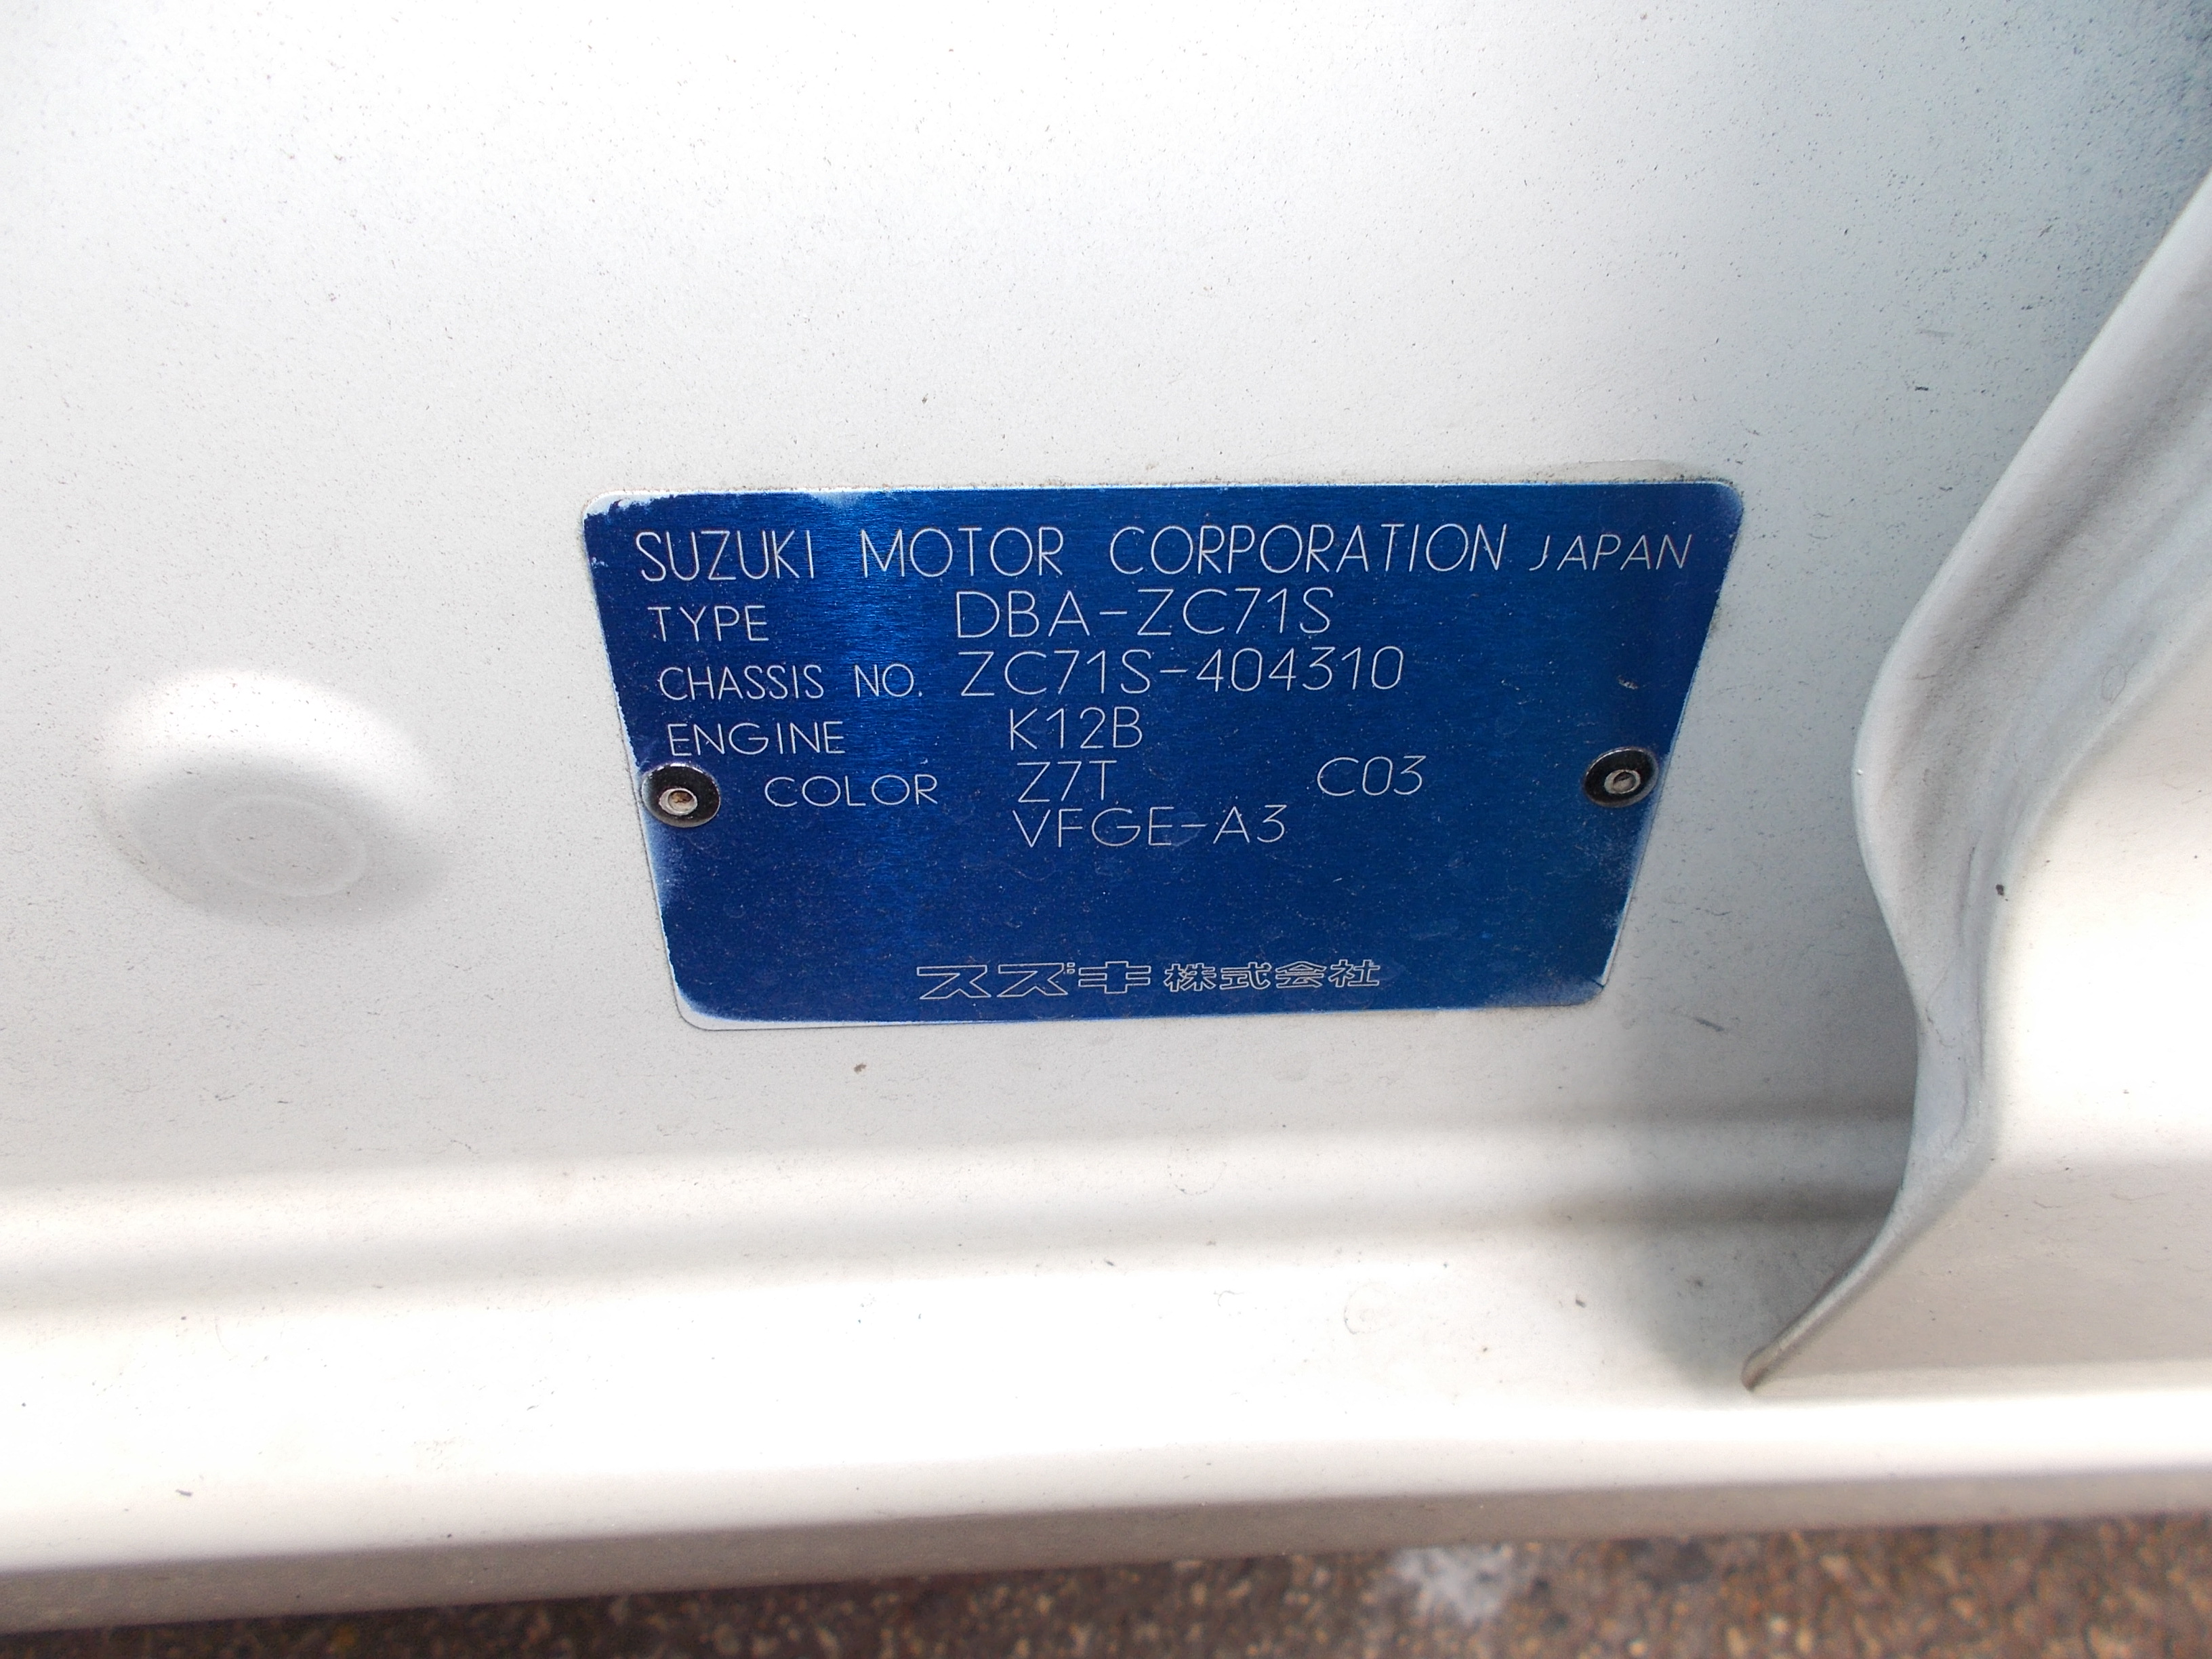 SUZUKI MOTOR CORPORATION JAPAN
TYPE DBA-ZC71S
CHASSIS NO. ZC71S-404310
ENGINE K12B
COLOR Z7T C03
VFGE-A3
スズキ株式会社